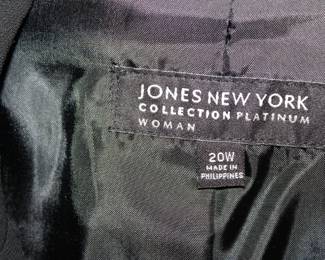 JONES NEW YORK
COLLECTION PLATINUM
WOMAN
20W
MADE IN
PHILIPPINES